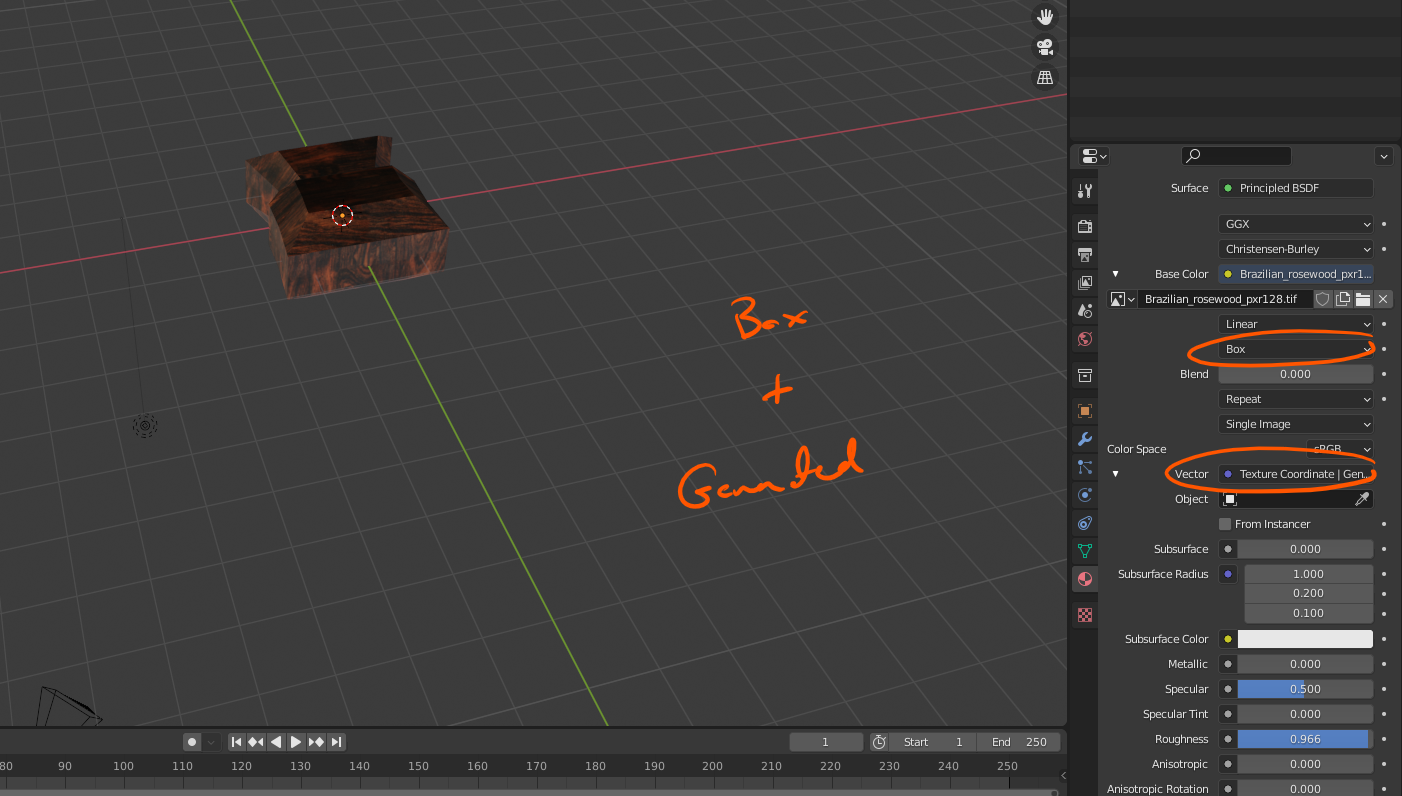 Surface Principled BSDF
GGX
Christensen-Burley
Base Color Brazilian_rosewood_pxr1...
Brazilian_rosewood_pxr128.tif
Linear
Box
Blend 0.000
Repeat
Single Image
Color Space sRGB
Vector Texture Coordinate | Gen...
Object
From Instancer
Subsurface 0.000
Subsurface Radius 1.000
0.200
0.100
Subsurface Color
Metallic 0.000
Specular 0.500
Specular Tint 0.000
Roughness 0.966
Anisotropic 0.000
Anisotropic Rotation 0.000
Box
+
1 Start 1 End 250
80 90 100 110 120 130 140 150 160 170 180 190 200 210 220 230 240 250